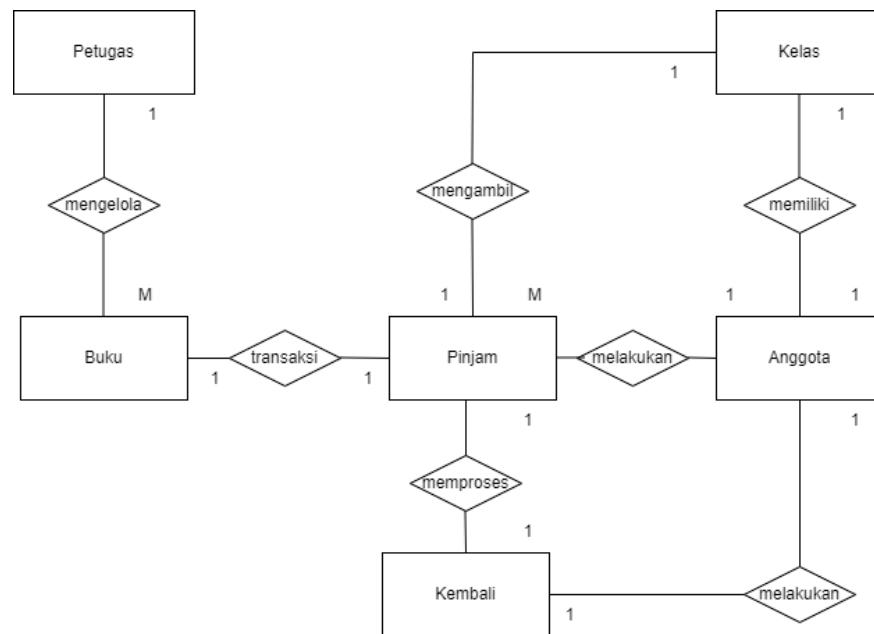 Petugas
Kelas
1
1
1
mengambil
mengelola
memiliki
M
1
M
1
1
Buku
transaksi
Pinjam
melakukan
Anggota
1
1
1
1
memproses
1
Kembali
melakukan
1